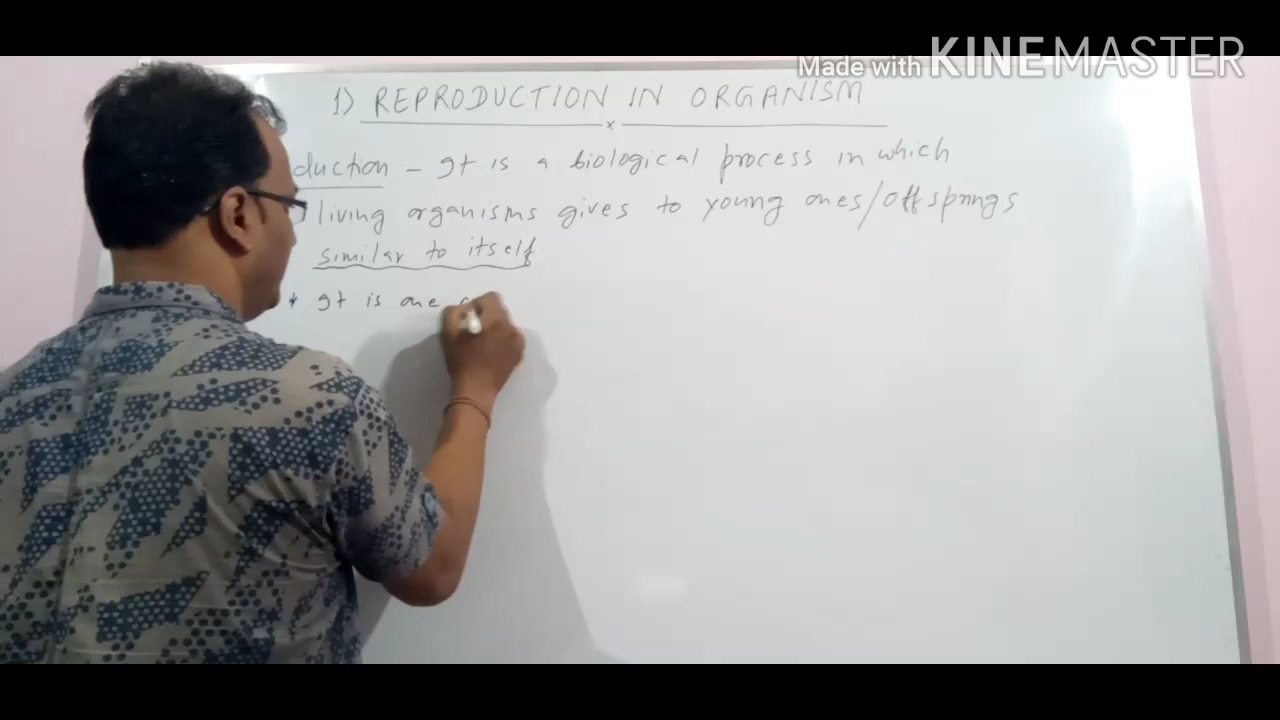 Made with KINEMASTER
1) REPRODUCTION IN ORGANISM
x
duction - It is a biological process in which
living organisms gives to young ones/offsprings
similar to itself
* It is one